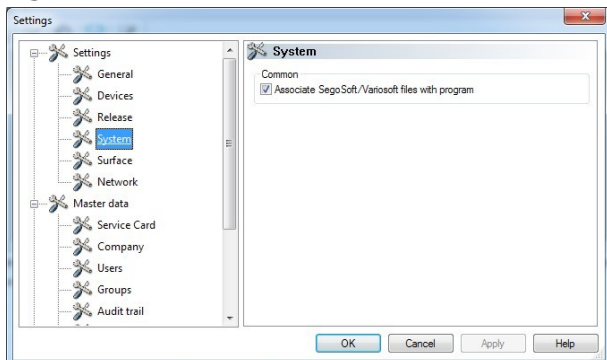 Settings
Settings
General
Devices
Release
System
Surface
Network
Master data
Service Card
Company
Users
Groups
Audit trail
System
Common
Associate SegoSoft/Variosoft files with program
OK
Cancel
Apply
Help